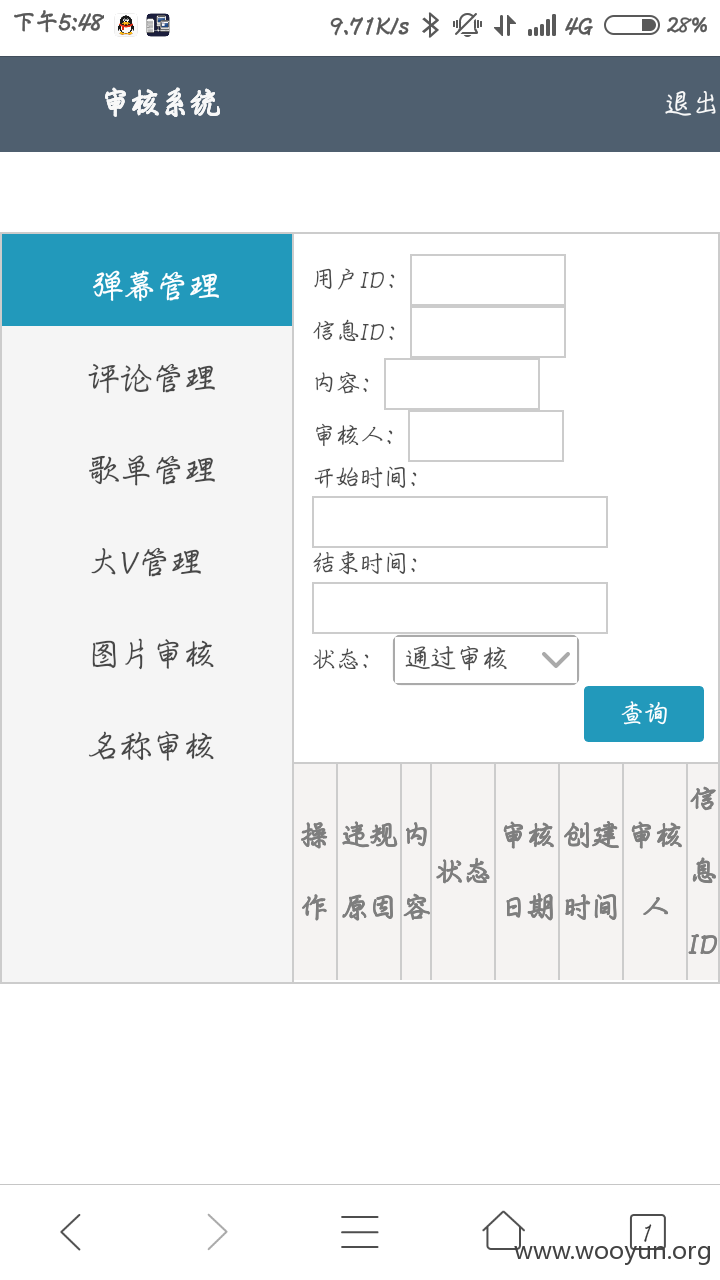 下午5:48 9.71K/s 4G 28%
审核系统 退出
弹幕管理
评论管理
歌单管理
大V管理
图片审核
名称审核
用户ID：
信息ID：
内容：
审核人：
开始时间：
结束时间：
状态： 通过审核
查询
操作 违规原因 内容 状态 审核日期 创建时间 审核人 信息ID
1
www.wooyun.org